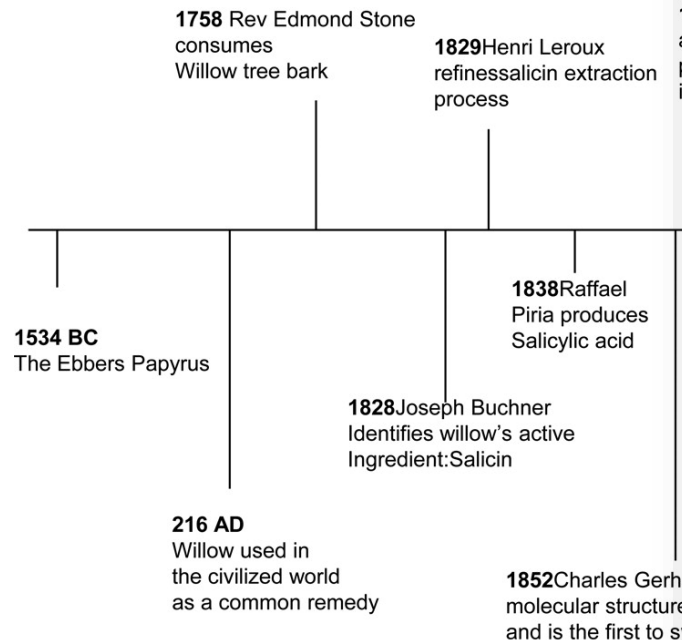 1758 Rev Edmond Stone
consumes
Willow tree bark
1829Henri Leroux
refinessalicin extraction
process
1838Raffael
Piria produces
Salicylic acid
1534 BC
The Ebbers Papyrus
1828Joseph Buchner
Identifies willow's active
Ingredient:Salicin
216 AD
Willow used in
the civilized world
as a common remedy
1852Charles Gerh
molecular structure
and is the first to